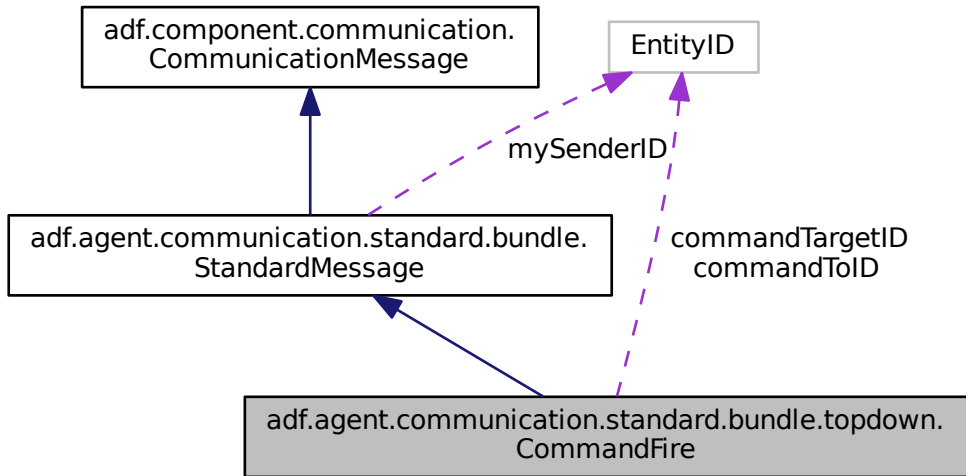 adf.component.communication.
CommunicationMessage
EntityID
mySenderID
adf.agent.communication.standard.bundle.
StandardMessage
commandTargetID
commandToID
adf.agent.communication.standard.bundle.topdown.
CommandFire